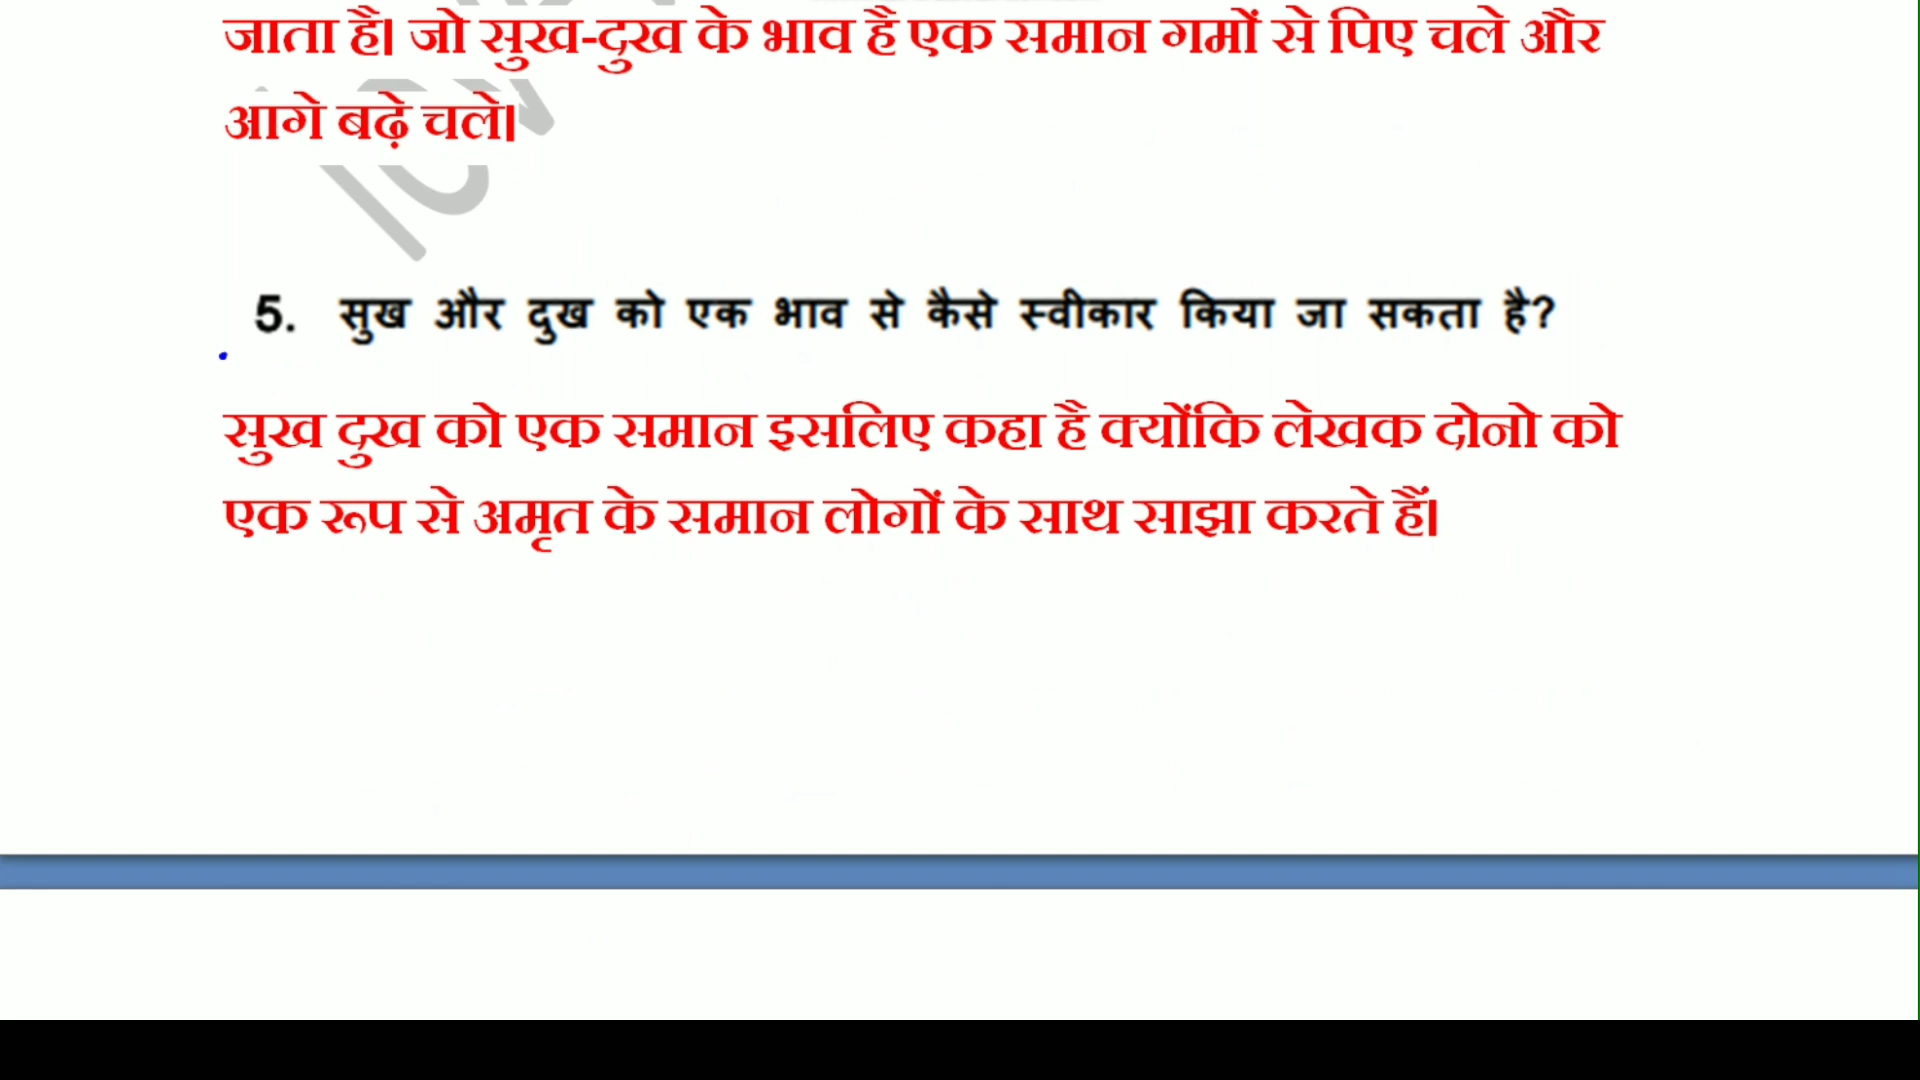 जाता है। जो सुख-दुख के भाव है एक समान गमों से पिए चले और
आगे बढ़े चले।
5. सुख और दुख को एक भाव से कैसे स्वीकार किया जा सकता है?
सुख दुख को एक समान इसलिए कहा है क्योंकि लेखक दोनो को
एक रूप से अमृत के समान लोगों के साथ साझा करते हैं।